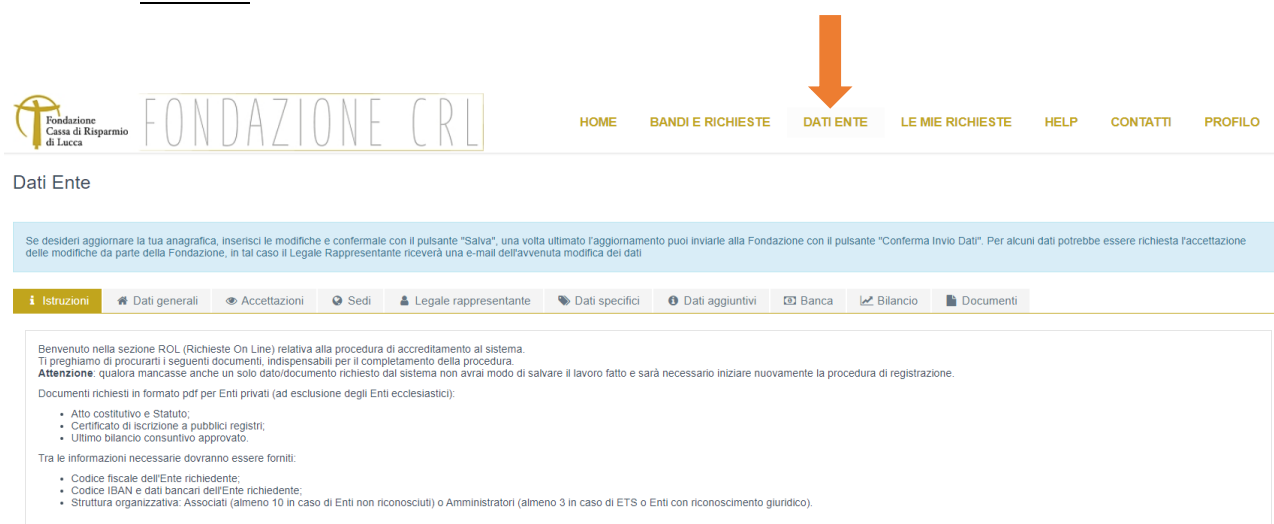 Fondazione
Cassa di Risparmio
di Lucca
FONDAZIONE CRL
HOME BANDI E RICHIESTE DATI ENTE LE MIE RICHIESTE HELP CONTATTI PROFILO
Dati Ente
Se desideri aggiornare la tua anagrafica, inserisci le modifiche e confermale con il pulsante "Salva", una volta ultimato l'aggiornamento puoi inviarle alla Fondazione con il pulsante "Conferma Invio Dati". Per alcuni dati potrebbe essere richiesta l'accettazione
delle modifiche da parte della Fondazione, in tal caso il Legale Rappresentante riceverà una e-mail dell'avvenuta modifica dei dati
Istruzioni Dati generali Accettazioni Sedi Legale rappresentante Dati specifici Dati aggiuntivi Banca Bilancio Documenti
Benvenuto nella sezione ROL (Richieste On Line) relativa alla procedura di accreditamento al sistema.
Ti preghiamo di procurarti i seguenti documenti, indispensabili per il completamento della procedura.
Attenzione: qualora mancasse anche un solo dato/documento richiesto dal sistema non avrai modo di salvare il lavoro fatto e sarà necessario iniziare nuovamente la procedura di registrazione.
Documenti richiesti in formato pdf per Enti privati (ad esclusione degli Enti ecclesiastici):
• Atto costitutivo e Statuto;
• Certificato di iscrizione a pubblici registri;
• Ultimo bilancio consuntivo approvato.
Tra le informazioni necessarie dovranno essere forniti:
• Codice fiscale dell'Ente richiedente;
• Codice IBAN e dati bancari dell'Ente richiedente;
• Struttura organizzativa: Associati (almeno 10 in caso di Enti non riconosciuti) o Amministratori (almeno 3 in caso di ETS o Enti con riconoscimento giuridico).